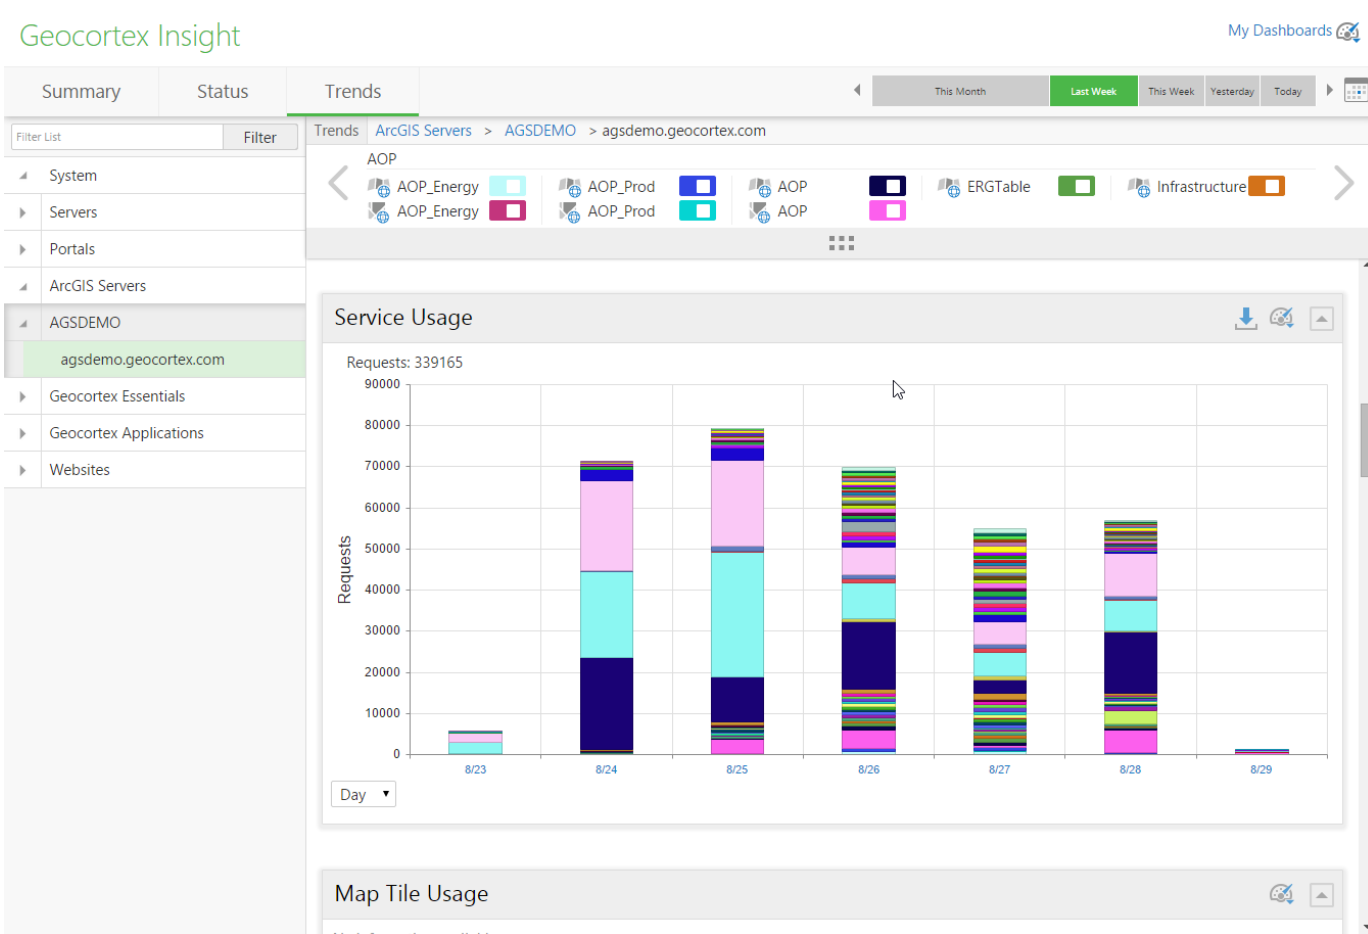 Geocortex Insight
My Dashboards
Summary
Status
Trends
This Month
Last Week
This Week
Yesterday
Today
Filter List
Filter
System
Servers
Portals
ArcGIS Servers
AGSDEMO
agsdemo.geocortex.com
Geocortex Essentials
Geocortex Applications
Websites
Trends ArcGIS Servers > AGSDEMO > agsdemo.geocortex.com
AOP
AOP_Energy
AOP_Prod
AOP
ERGTable
Infrastructure
AOP_Energy
AOP_Prod
AOP
Service Usage
Requests: 339165
Requests
90000
80000
70000
60000
50000
40000
30000
20000
10000
0
8/23
8/24
8/25
8/26
8/27
8/28
8/29
Day
Map Tile Usage